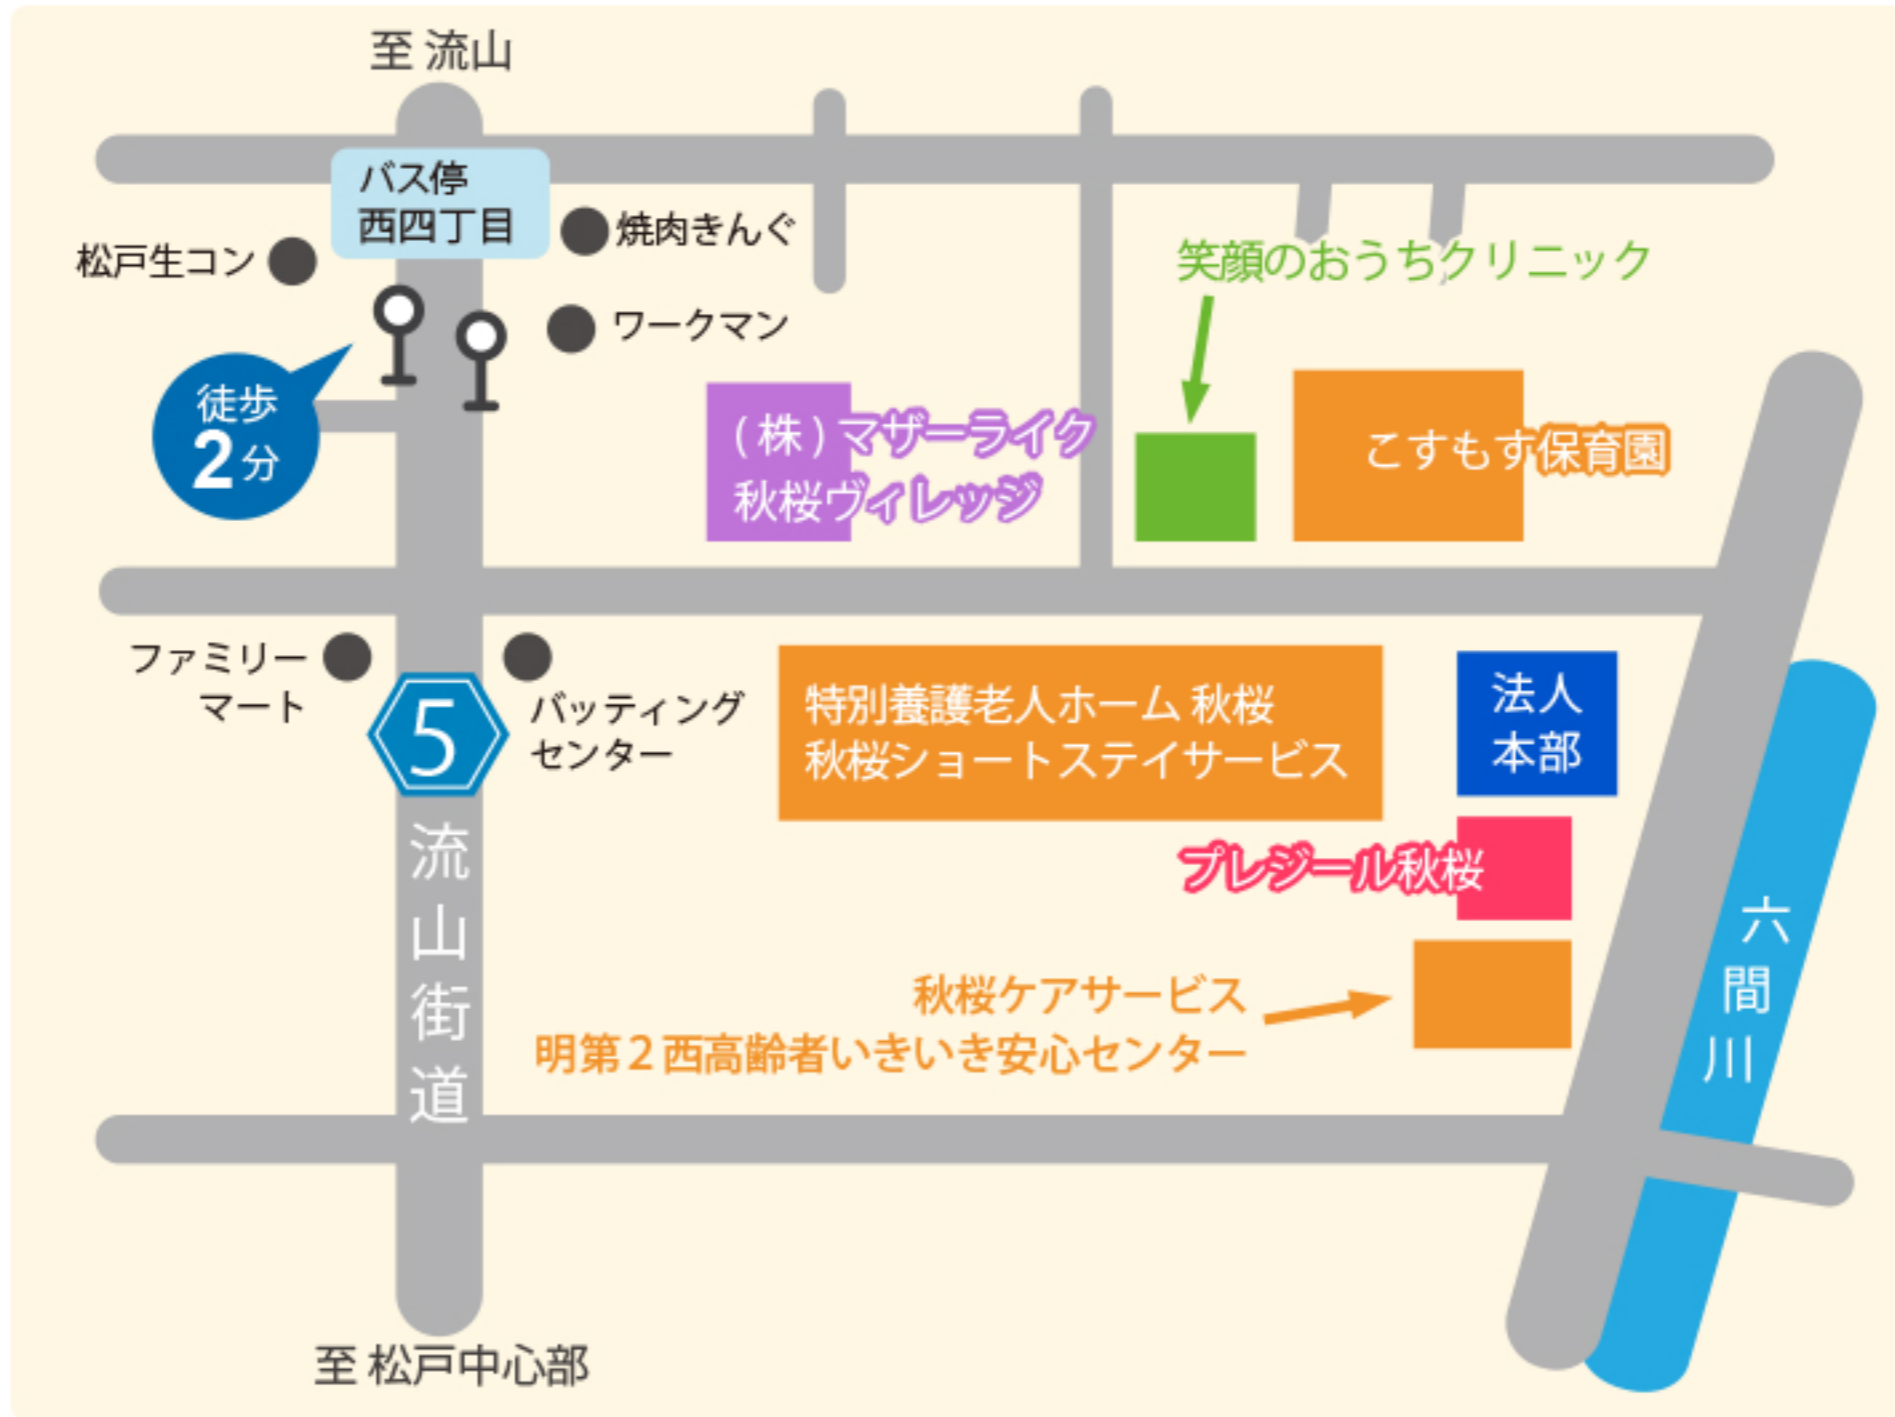 至 流山
バス停
西四丁目
焼肉きんぐ
松戸生コン
笑顔のおうちクリニック
ワークマン
徒歩
2分
(株)マザーライク
秋桜ヴィレッジ
こすもす保育園
ファミリー
マート
バッティング
センター
5
流山街道
特別養護老人ホーム 秋桜
秋桜ショートステイサービス
法人
本部
プレジール秋桜
六間川
秋桜ケアサービス
明第2西高齢者いきいき安心センター
至 松戸中心部